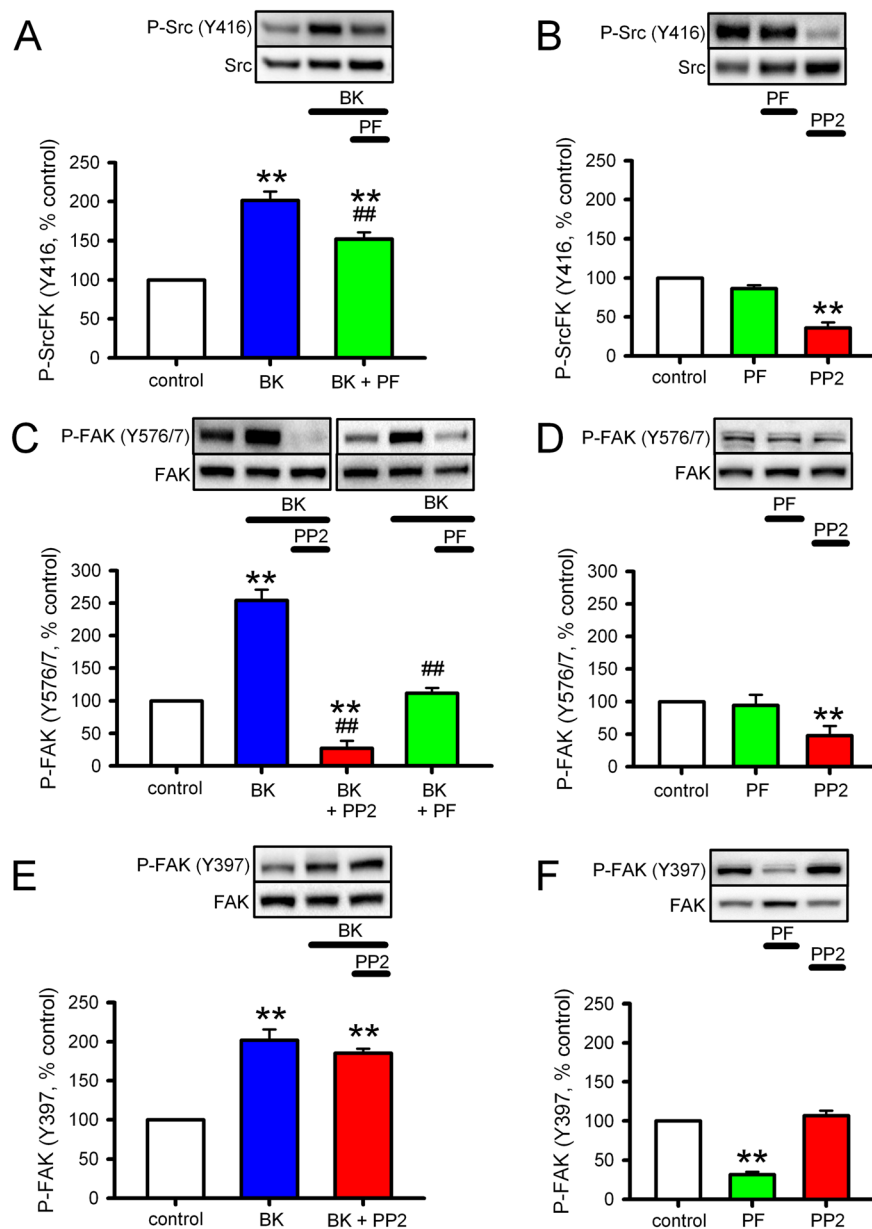 A
P-Src (Y416)
Src
BK
PF
P-SrcFK (Y416, % control)
250
200
150
100
50
0
**
**
##
control
BK
BK + PF
B
P-Src (Y416)
Src
PF
PP2
P-SrcFK (Y416, % control)
250
200
150
100
50
0
**
control
PF
PP2
C
P-FAK (Y576/7)
FAK
BK
PP2
BK
PF
P-FAK (Y576/7, % control)
300
250
200
150
100
50
0
**
**
##
##
control
BK
BK
+ PP2
BK
+ PF
D
P-FAK (Y576/7)
FAK
PF
PP2
P-FAK (Y576/7, % control)
300
250
200
150
100
50
0
**
control
PF
PP2
E
P-FAK (Y397)
FAK
BK
PP2
P-FAK (Y397, % control)
250
200
150
100
50
0
**
**
control
BK
BK + PP2
F
P-FAK (Y397)
FAK
PF
PP2
P-FAK (Y397, % control)
250
200
150
100
50
0
**
control
PF
PP2